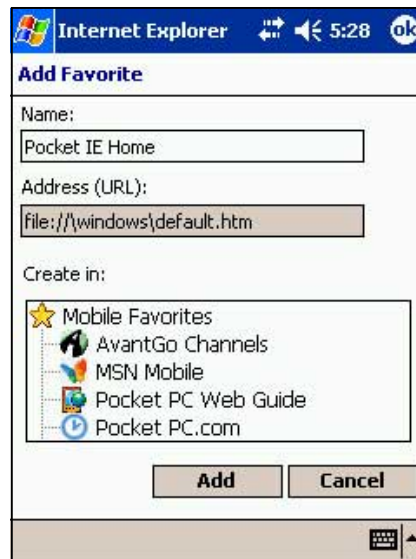 Internet Explorer 5:28 ok
Add Favorite
Name:
Pocket IE Home
Address (URL):
file://\windows\default.htm
Create in:
Mobile Favorites
AvantGo Channels
MSN Mobile
Pocket PC Web Guide
Pocket PC.com
Add Cancel